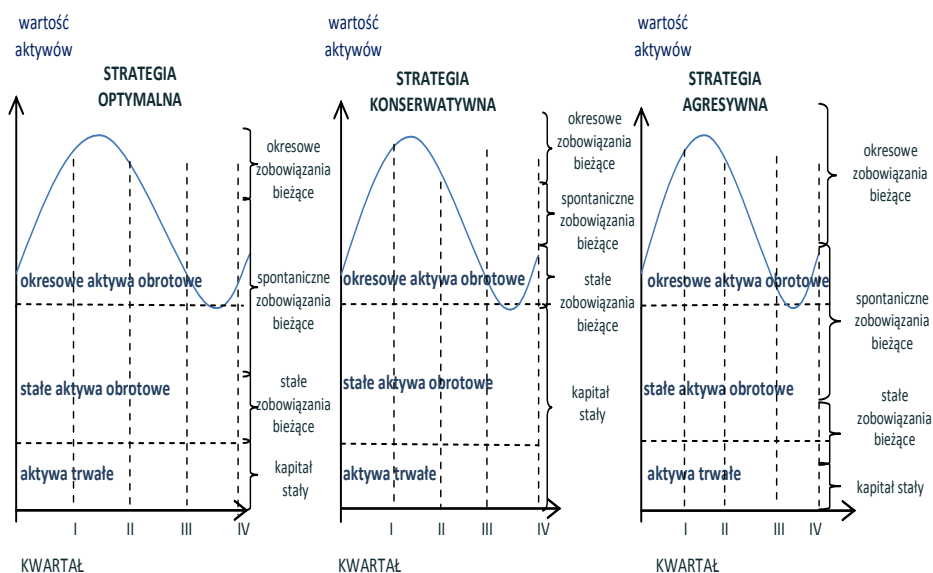 wartość
aktywów
STRATEGIA
OPTYMALNA
okresowe
zobowiązania
bieżące
spontaniczne
zobowiązania
bieżące
stałe
zobowiązania
bieżące
kapitał
stały
okresowe aktywa obrotowe
stałe aktywa obrotowe
aktywa trwałe
I
II
III
IV
KWARTAŁ
wartość
aktywów
STRATEGIA
KONSERWATYWNA
okresowe
zobowiązania
bieżące
spontaniczne
zobowiązania
bieżące
stałe
zobowiązania
bieżące
kapitał
stały
okresowe aktywa obrotowe
stałe aktywa obrotowe
aktywa trwałe
I
II
III
IV
KWARTAŁ
wartość
aktywów
STRATEGIA
AGRESYWNA
okresowe
zobowiązania
bieżące
spontaniczne
zobowiązania
bieżące
stałe
zobowiązania
bieżące
kapitał stały
okresowe aktywa obrotowe
stałe aktywa obrotowe
aktywa trwałe
I
II
III
IV
KWARTAŁ